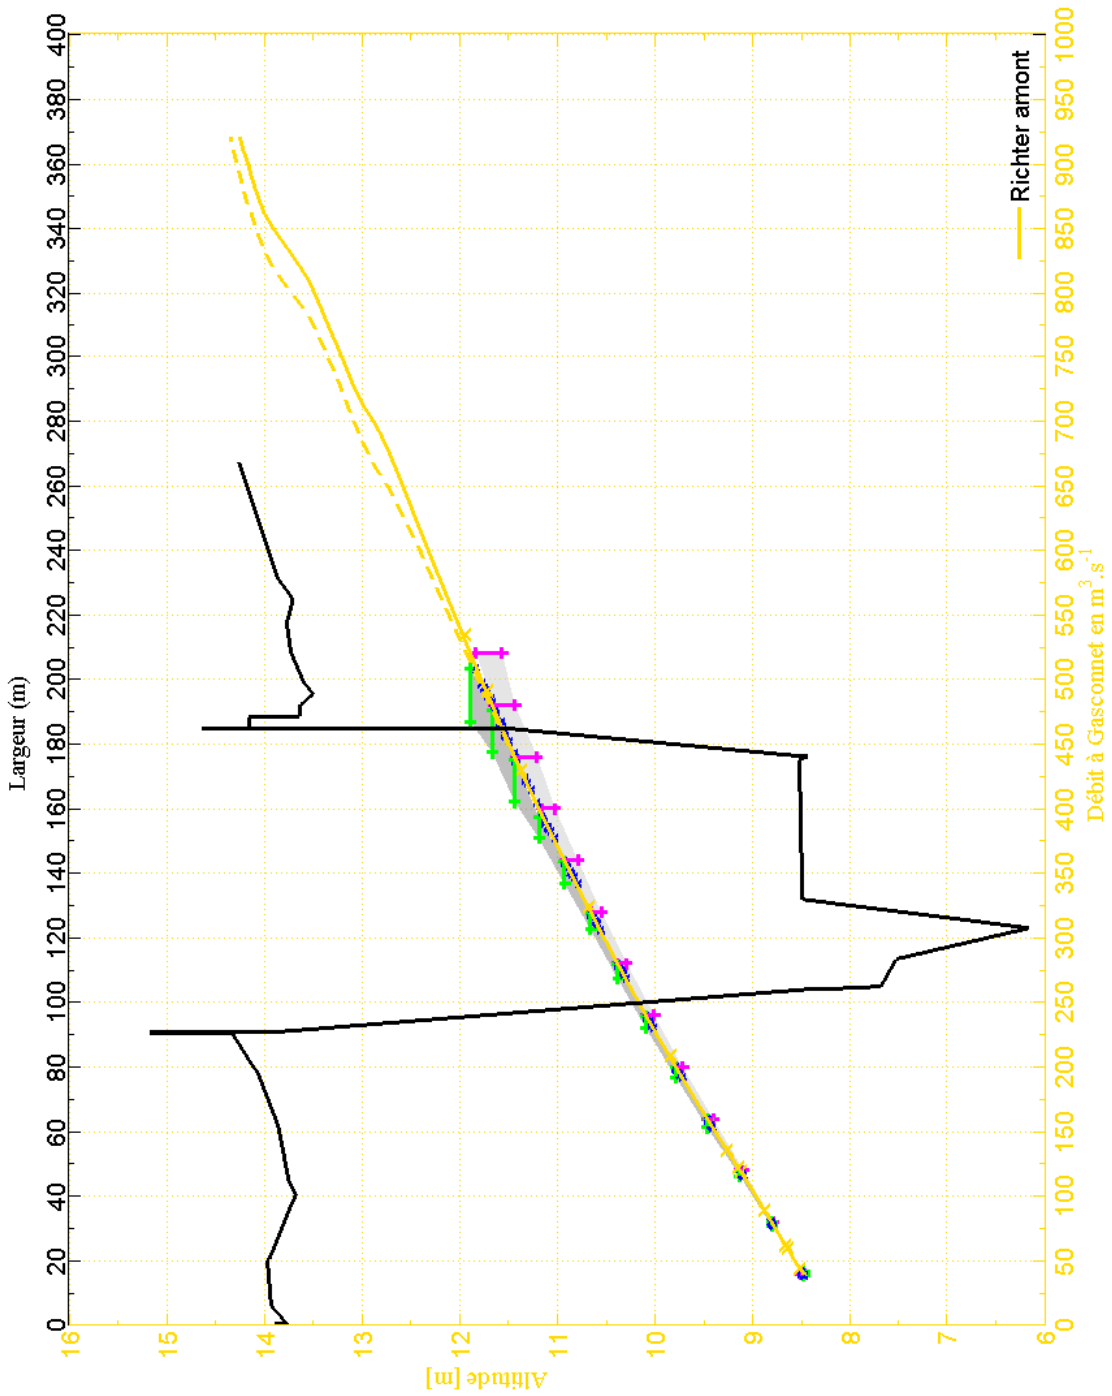 Largeur (m)
0 20 40 60 80 100 120 140 160 180 200 220 240 260 280 300 320 340 360 380 400
16
15
14
13
12
11
10
9
8
7
6
Altitude [m]
Richter amont
0 50 100 150 200 250 300 350 400 450 500 550 600 650 700 750 800 850 900 950 1000
Débit à Gasconnet en m³.s⁻¹